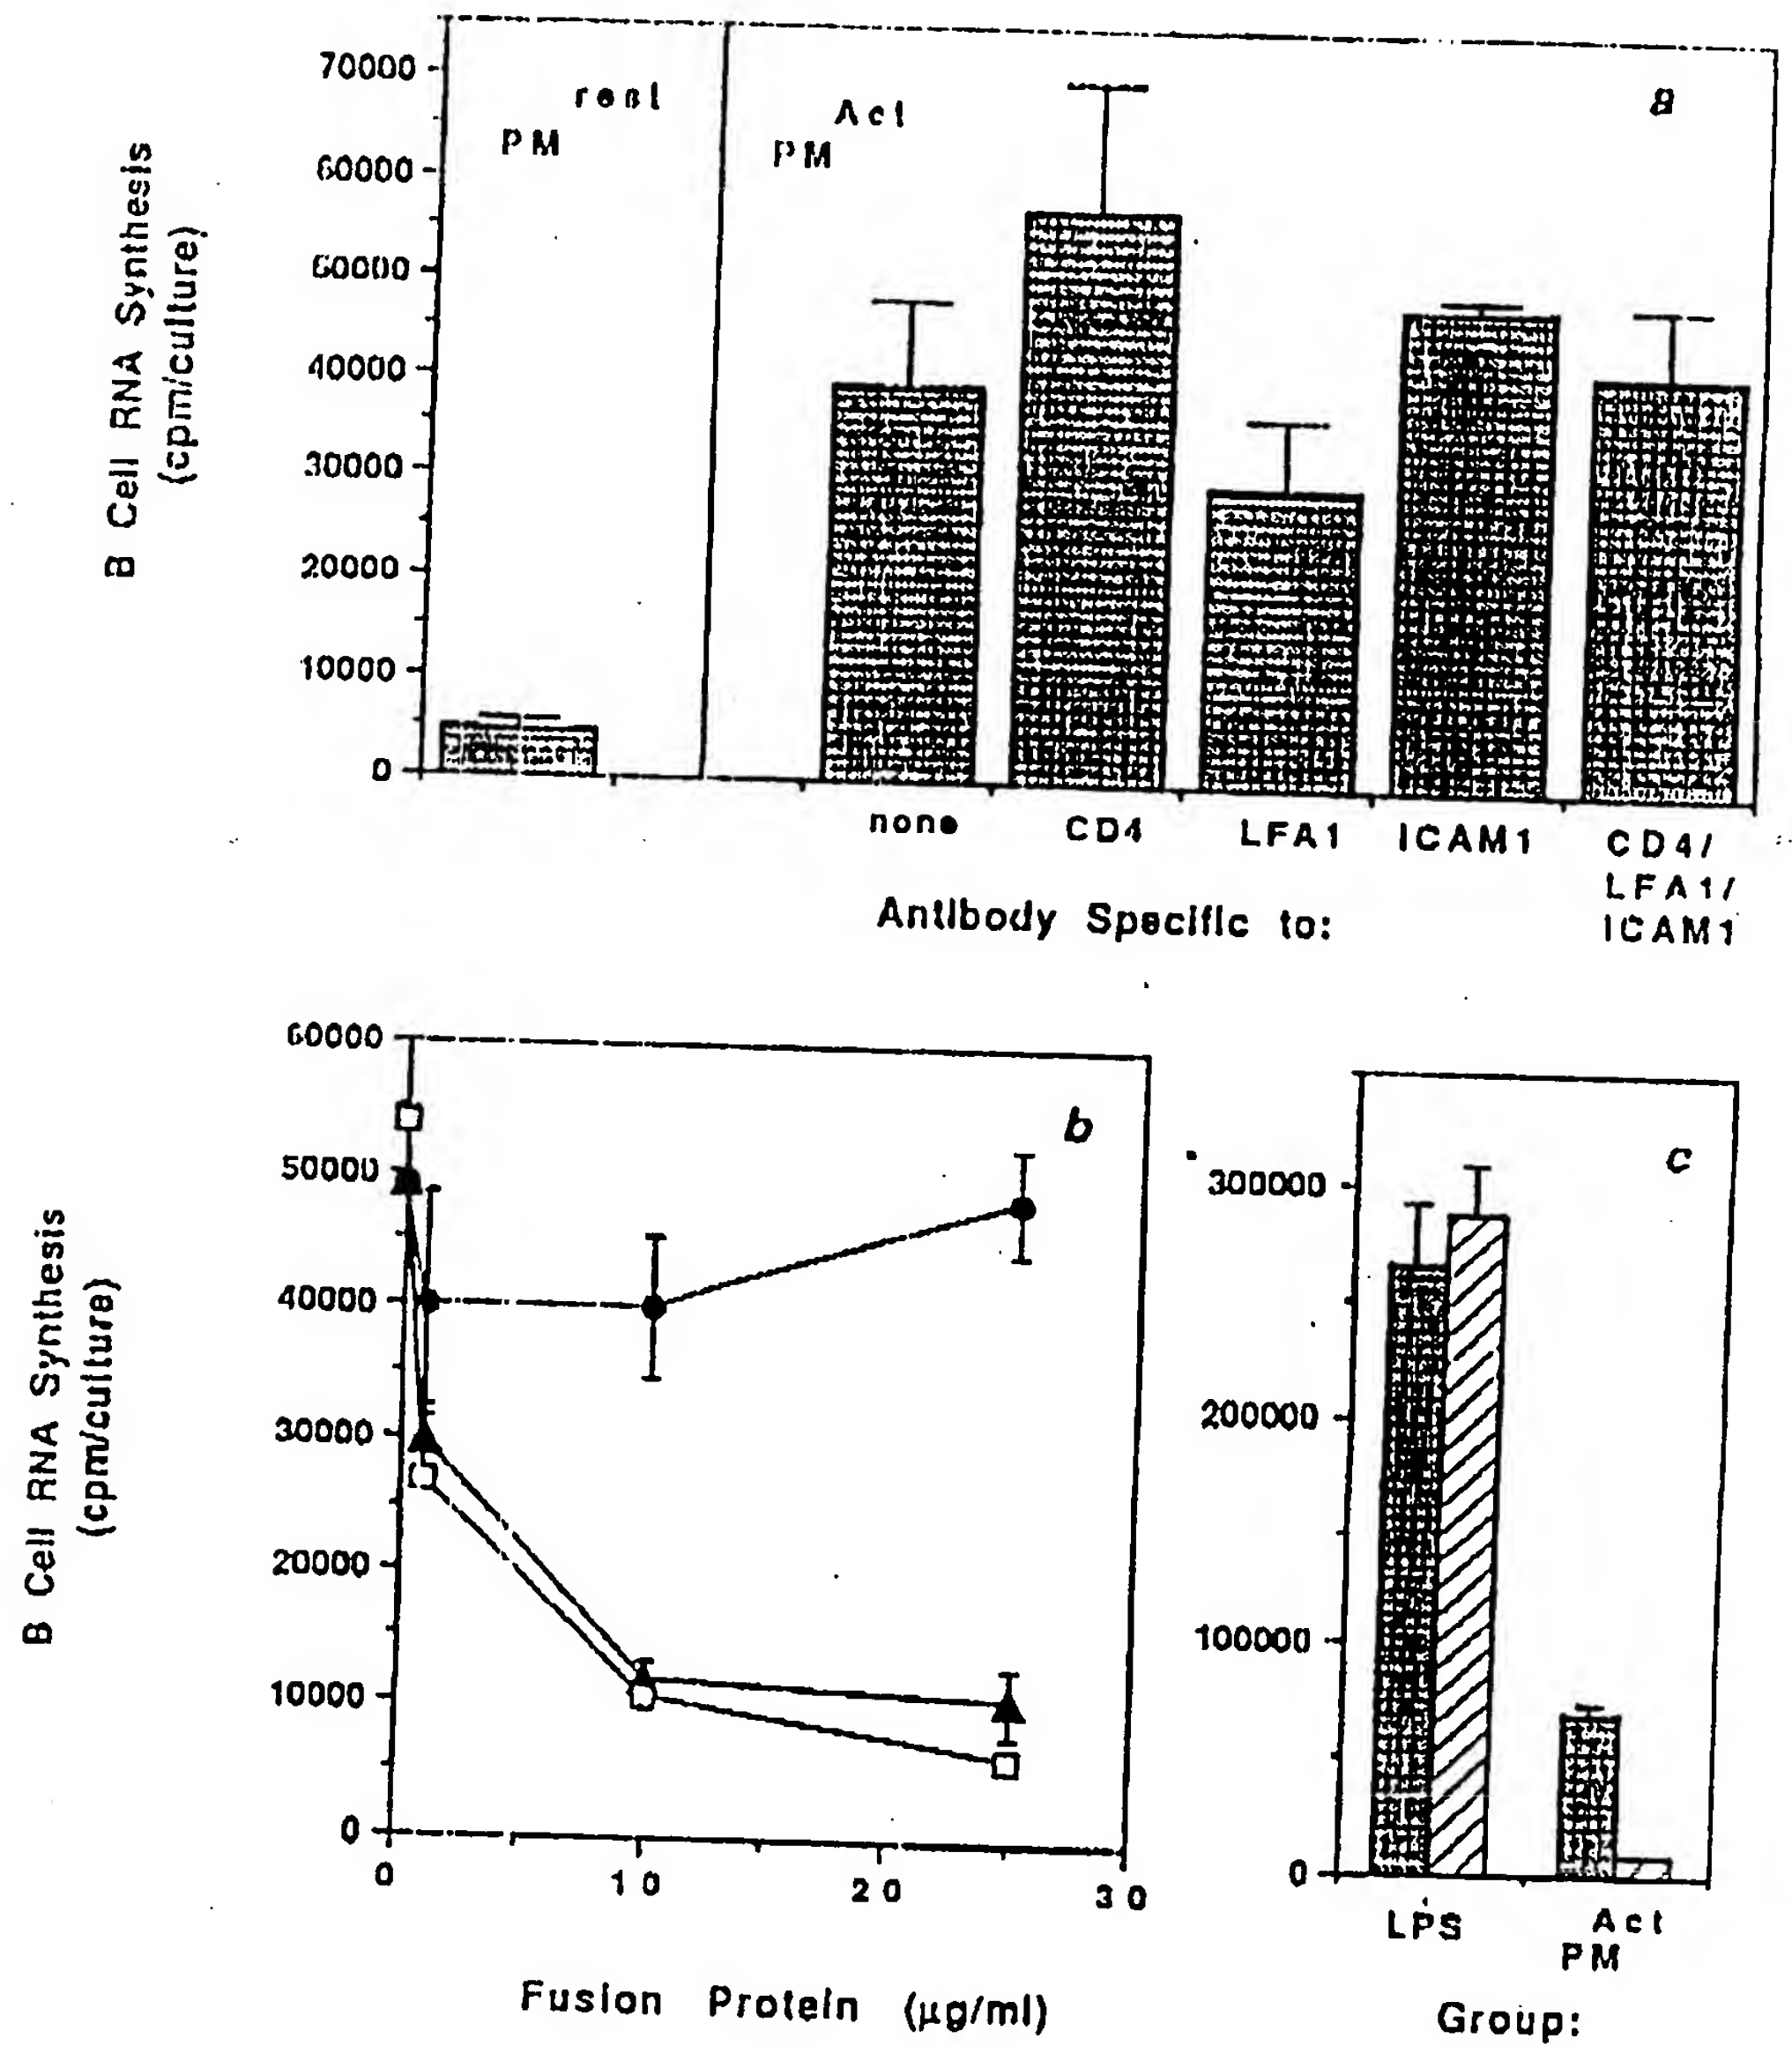 70000
60000
50000
40000
30000
20000
10000
0
B Cell RNA Synthesis
(cpm/culture)
rest
PM
Act
PM
a
none
CD4
LFA1
ICAM1
CD4/
LFA1/
ICAM1
Antibody Specific to:
60000
50000
40000
30000
20000
10000
0
B Cell RNA Synthesis
(cpm/culture)
b
0
10
20
30
Fusion Protein (µg/ml)
c
300000
200000
100000
0
LPS
Act
PM
Group: